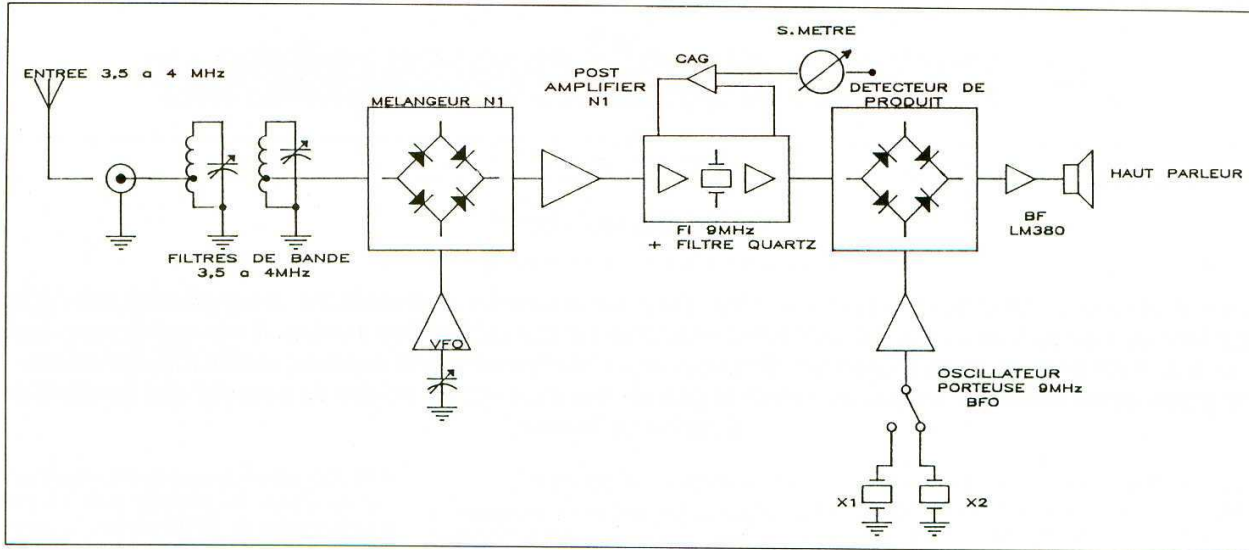 S.METRE
ENTREE 3,5 a 4 MHz
CAG
POST
AMPLIFIER
N1
MELANGEUR N1
DETECTEUR DE
PRODUIT
HAUT PARLEUR
BF
LM380
FI 9MHz
+ FILTRE QUARTZ
FILTRES DE BANDE
3,5 a 4MHz
VFO
OSCILLATEUR
PORTEUSE 9MHz
BFO
X1
X2